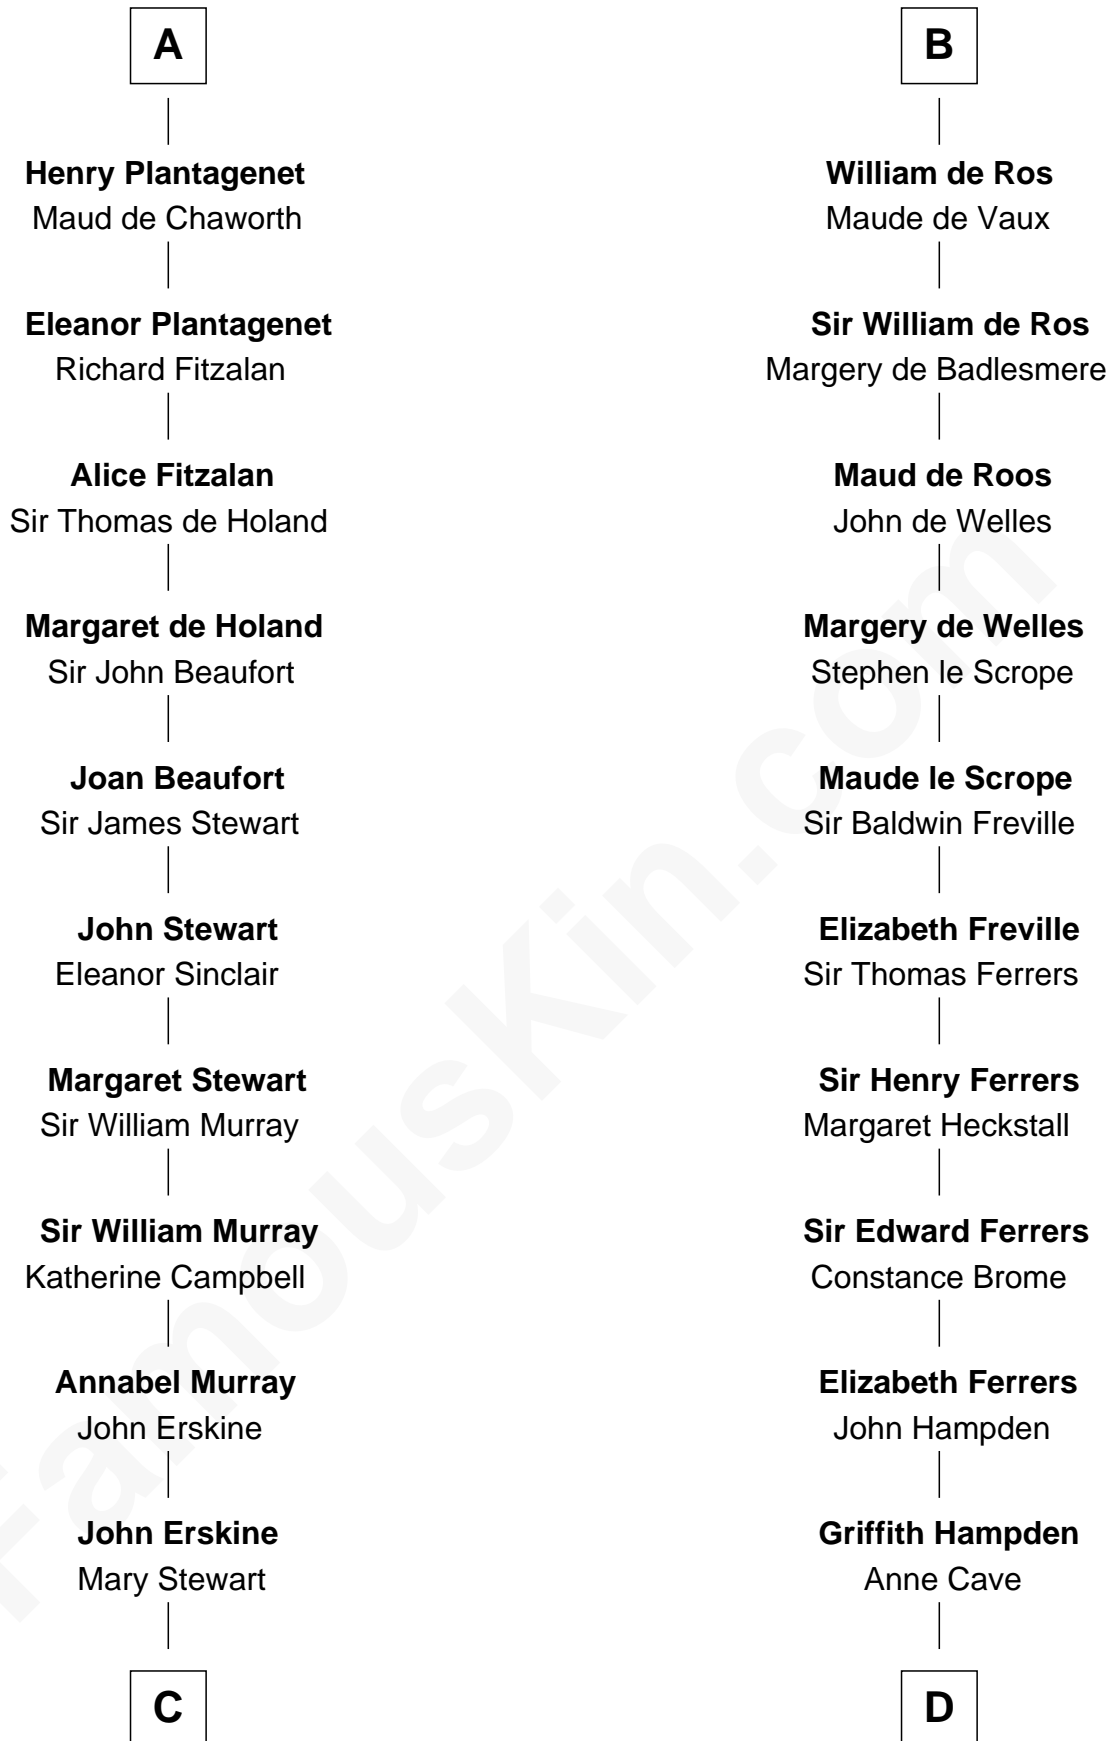 A
Henry Plantagenet
Maud de Chaworth
Eleanor Plantagenet
Richard Fitzalan
Alice Fitzalan
Sir Thomas de Holand
Margaret de Holand
Sir John Beaufort
Joan Beaufort
Sir James Stewart
John Stewart
Eleanor Sinclair
Margaret Stewart
Sir William Murray
Sir William Murray
Katherine Campbell
Annabel Murray
John Erskine
John Erskine
Mary Stewart
C
B
William de Ros
Maude de Vaux
Sir William de Ros
Margery de Badlesmere
Maud de Roos
John de Welles
Margery de Welles
Stephen le Scrope
Maude le Scrope
Sir Baldwin Freville
Elizabeth Freville
Sir Thomas Ferrers
Sir Henry Ferrers
Margaret Heckstall
Sir Edward Ferrers
Constance Brome
Elizabeth Ferrers
John Hampden
Griffith Hampden
Anne Cave
D
FamousKin.com